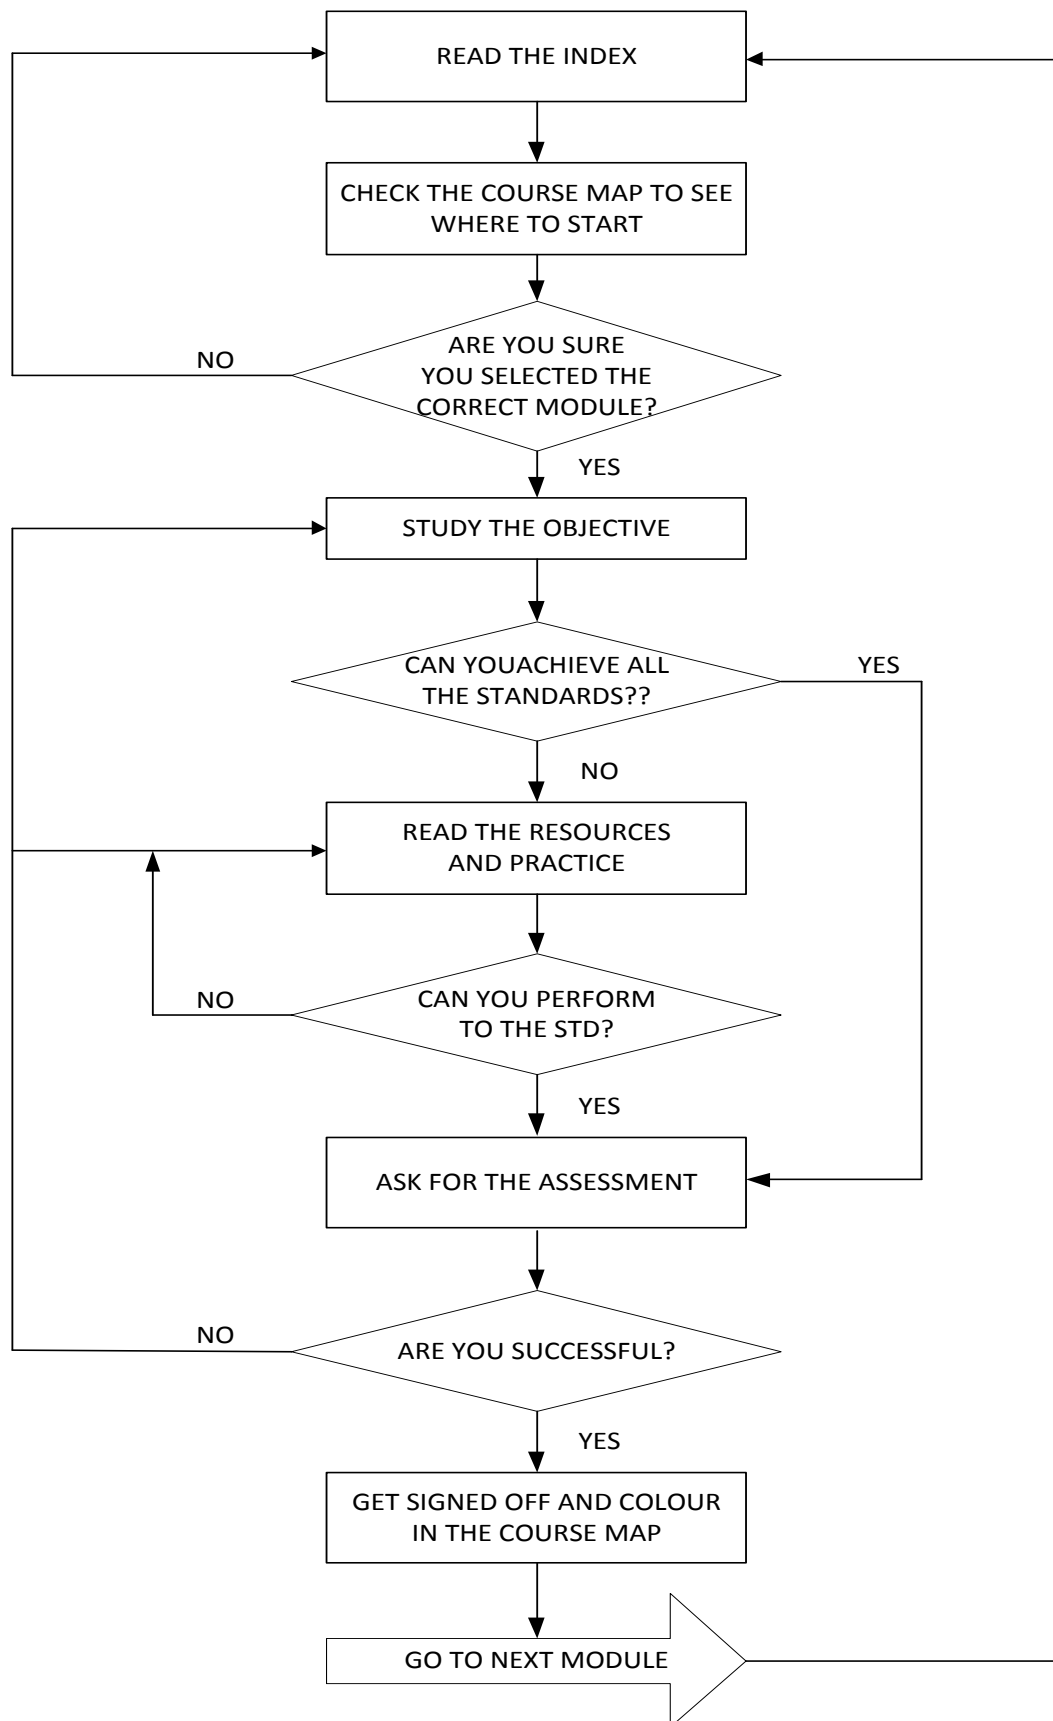 READ THE INDEX
CHECK THE COURSE MAP TO SEE
WHERE TO START
ARE YOU SURE
YOU SELECTED THE
CORRECT MODULE?
NO
YES
STUDY THE OBJECTIVE
CAN YOUACHIEVE ALL
THE STANDARDS??
YES
NO
READ THE RESOURCES
AND PRACTICE
CAN YOU PERFORM
TO THE STD?
NO
YES
ASK FOR THE ASSESSMENT
ARE YOU SUCCESSFUL?
NO
YES
GET SIGNED OFF AND COLOUR
IN THE COURSE MAP
GO TO NEXT MODULE